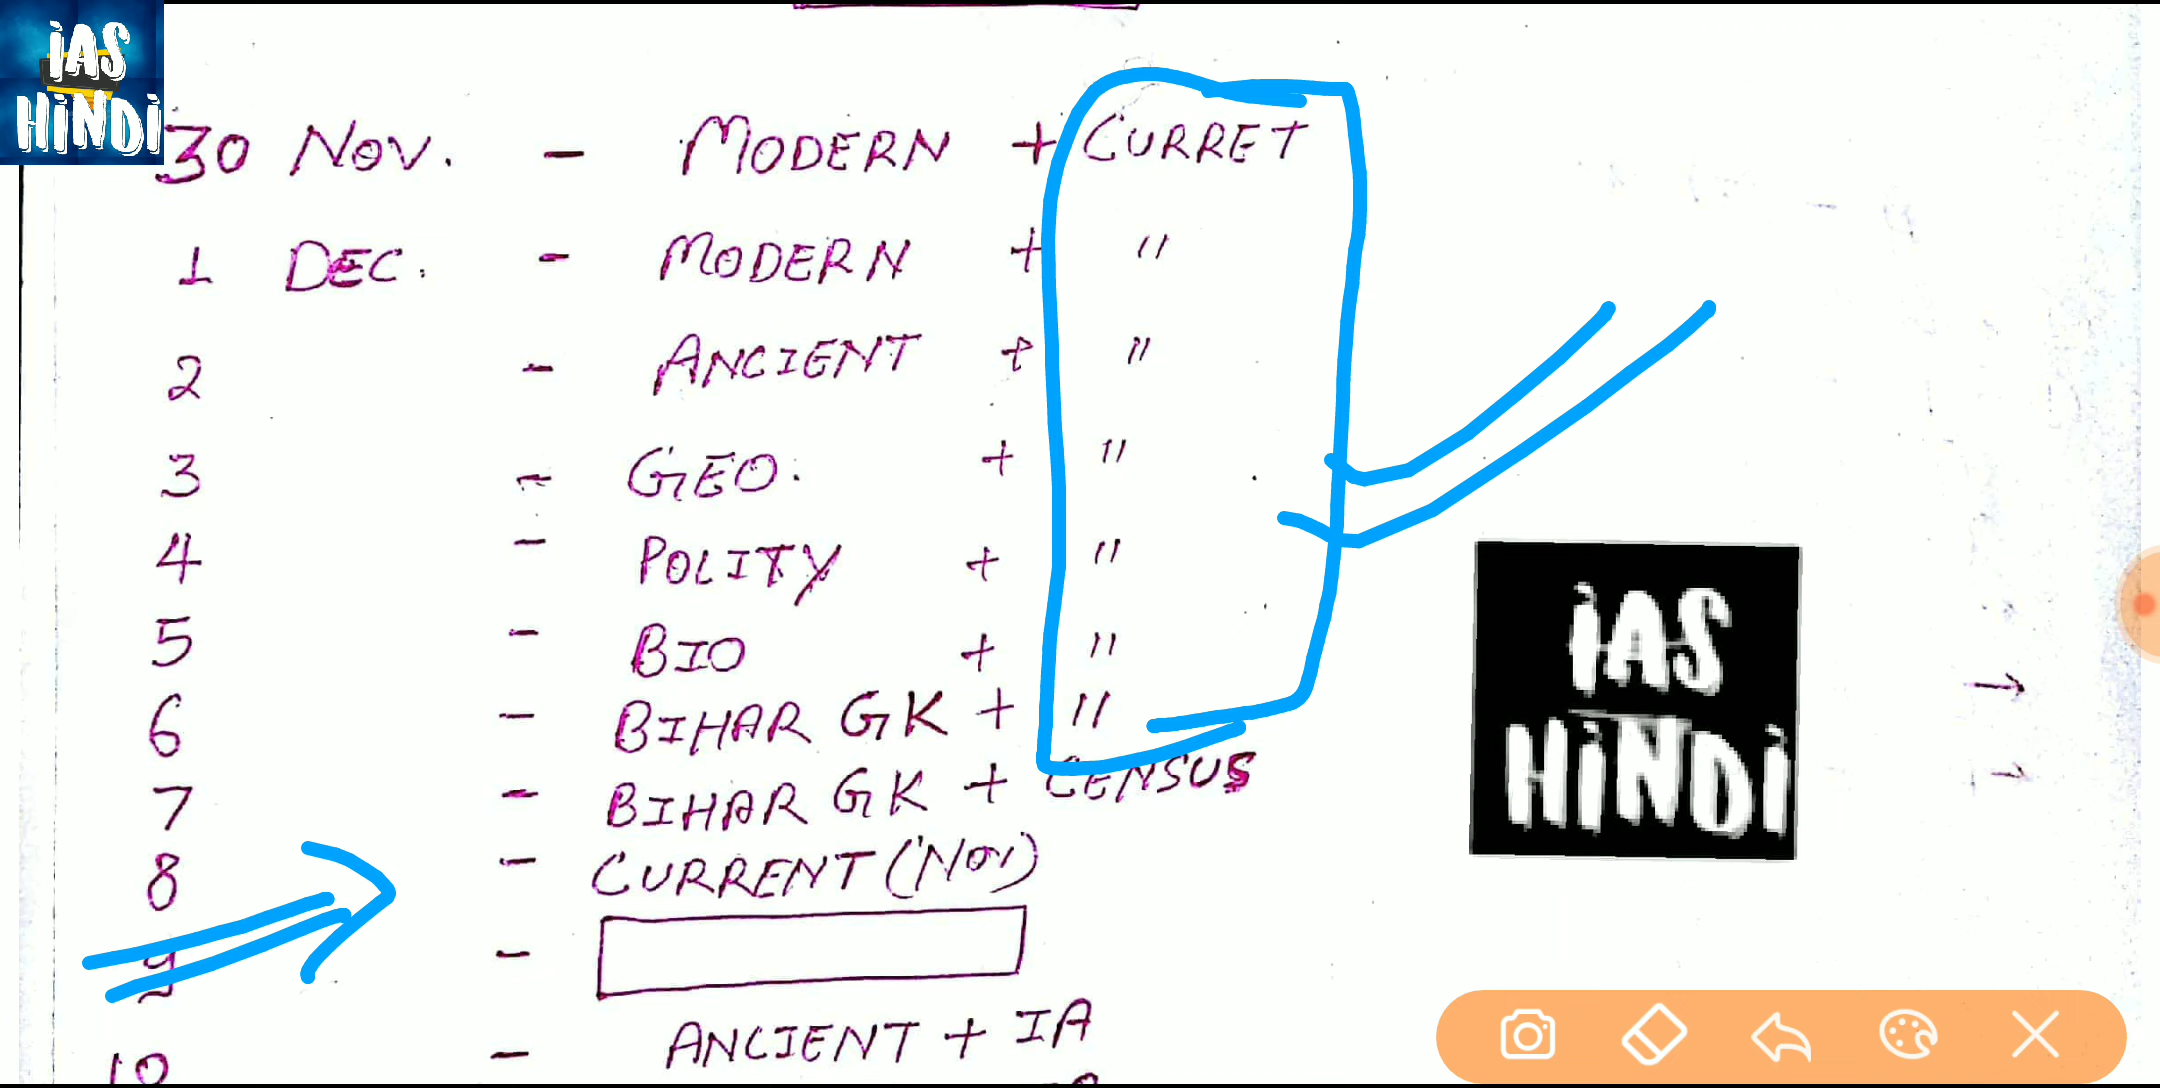 iAS
HiNDi
30 Nov. - MODERN + CURRET
1 DEC. - MODERN + "
2 - ANCIENT + "
3 - GEO. + "
4 - POLITY + "
5 - BIO + "
6 - BIHAR GK + "
7 - BIHAR GK + CENSUS
8 - CURRENT (Nov)
9 -
10 - ANCIENT + IA
iAS
HiNDi